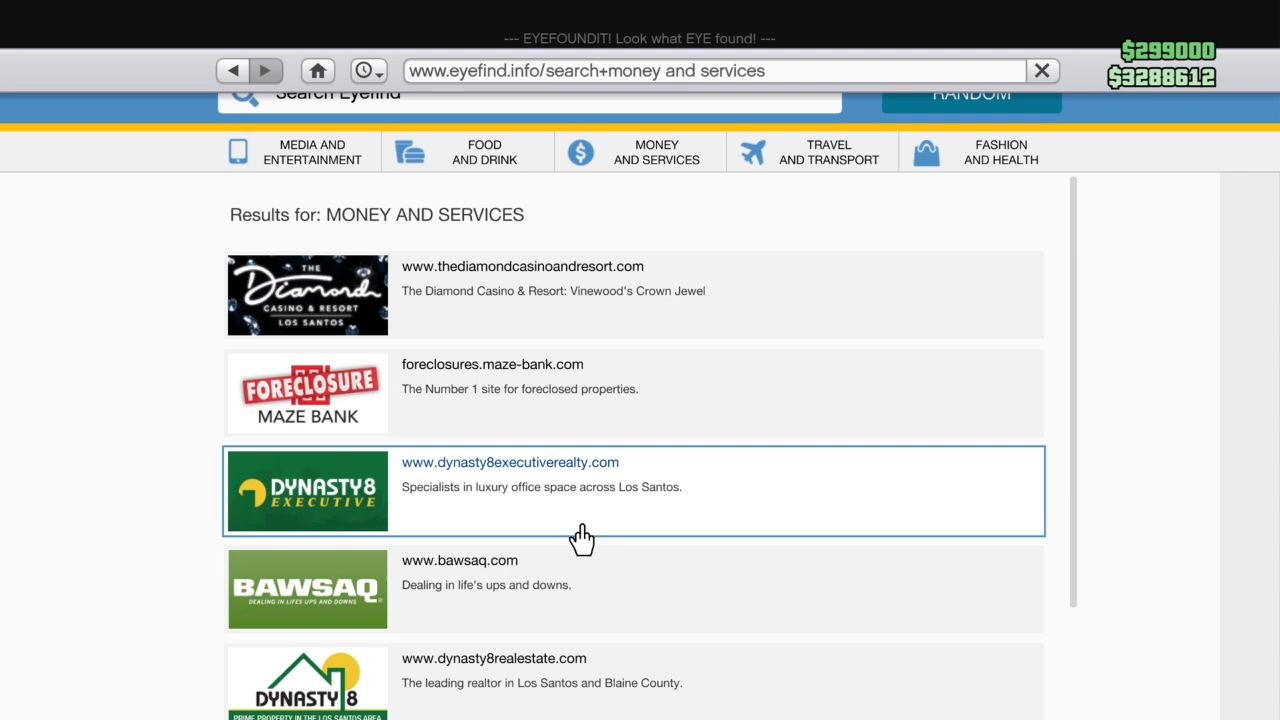 --- EYEFOUNDIT! Look what EYE found! ---
$299000
www.eyefind.info/search+money and services
$3288612
Search Eyefind
RANDOM
MEDIA AND
ENTERTAINMENT
FOOD
AND DRINK
MONEY
AND SERVICES
TRAVEL
AND TRANSPORT
FASHION
AND HEALTH
Results for: MONEY AND SERVICES
THE
Diamond
CASINO & RESORT
LOS SANTOS
www.thediamondcasinoandresort.com
The Diamond Casino & Resort: Vinewood's Crown Jewel
FORECLOSURE
MAZE BANK
foreclosures.maze-bank.com
The Number 1 site for foreclosed properties.
DYNASTY 8
EXECUTIVE
www.dynasty8executiverealty.com
Specialists in luxury office space across Los Santos.
BAWSAQ
DEALING IN LIFE'S UPS AND DOWNS
www.bawsaq.com
Dealing in life's ups and downs.
DYNASTY 8
PRIME PROPERTY IN THE LOS SANTOS AREA
www.dynasty8realestate.com
The leading realtor in Los Santos and Blaine County.